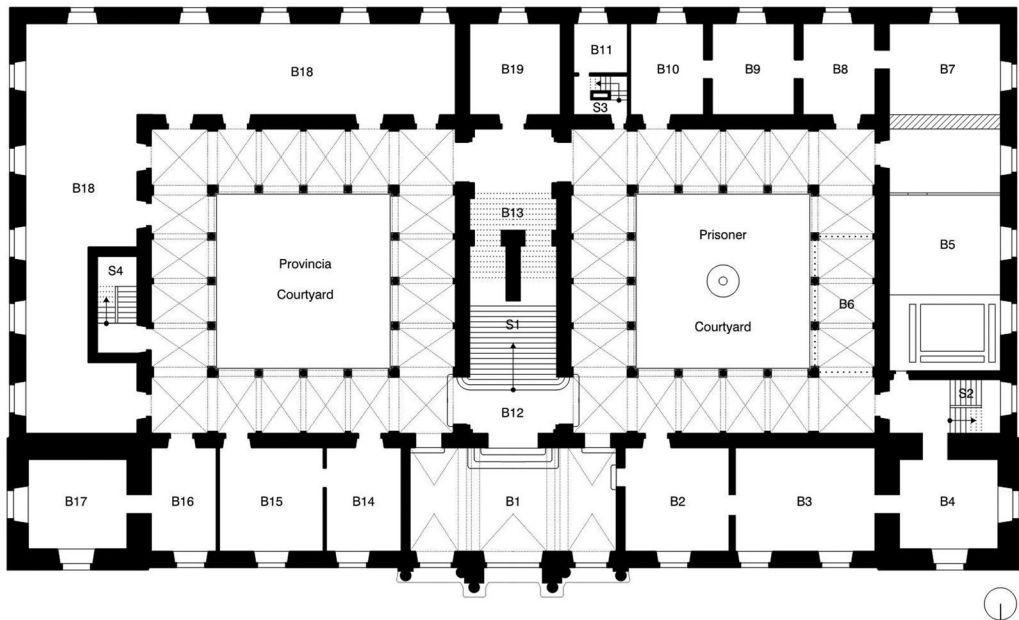 B18
B19
B11
B10
B9
B8
B7
S3
B18
B13
Prisoner
B5
Provincia
Courtyard
S4
B6
S1
Courtyard
S2
B12
B17
B16
B15
B14
B1
B2
B3
B4